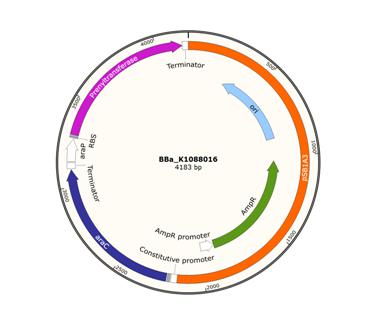 4000
500
Terminator
Prenyltransferase
ori
3500
RBS
araP
1000
BBa_K1088016
4183 bp
pSB1A3
Terminator
3000
AmpR
AmpR promoter
araC
Constitutive promoter
1500
2500
2000